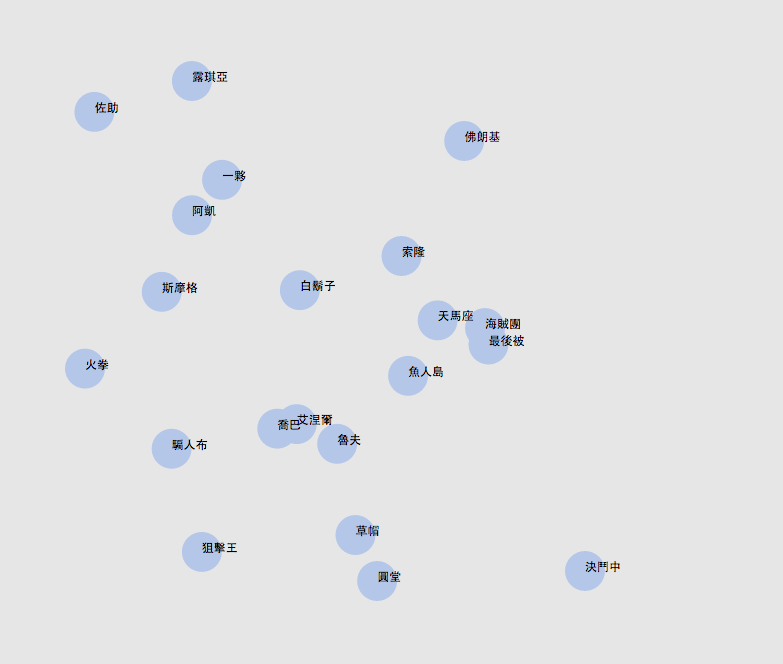 露琪亞
佐助
佛朗基
一夥
阿凱
索隆
白鬍子
斯摩格
天馬座
海賊團
最後被
火拳
魚人島
艾涅爾
喬巴
魯夫
騙人布
草帽
狙擊王
決鬥中
圓堂